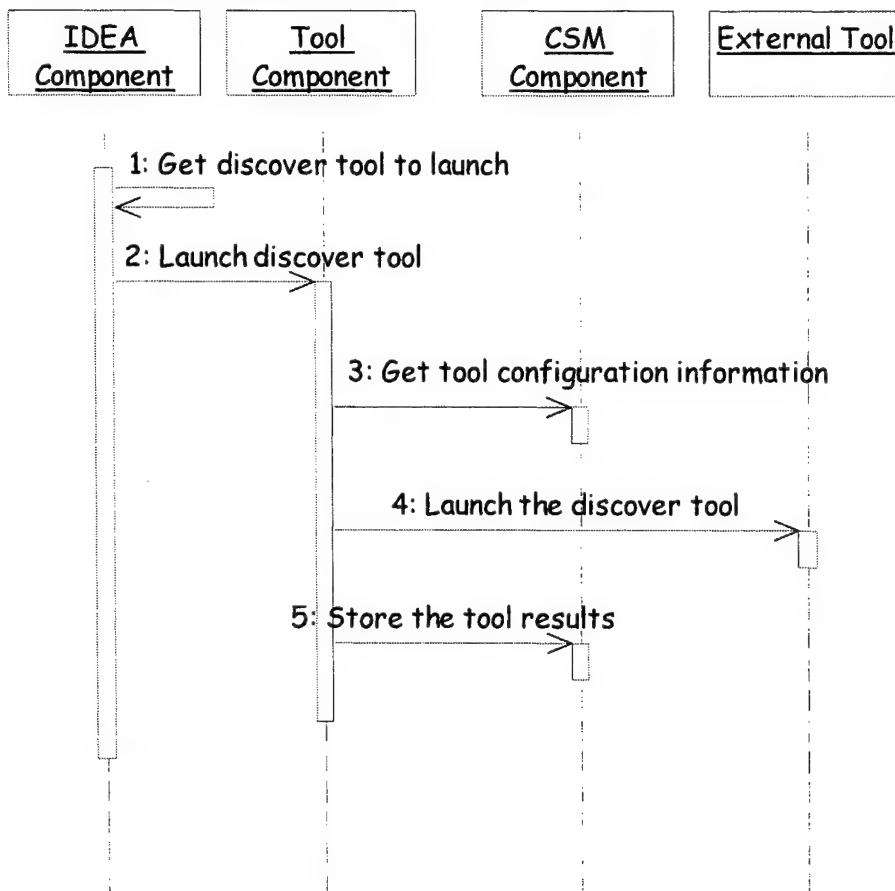 IDEA
Component
Tool
Component
CSM
Component
External Tool
1: Get discover tool to launch
2: Launch discover tool
3: Get tool configuration information
4: Launch the discover tool
5: Store the tool results